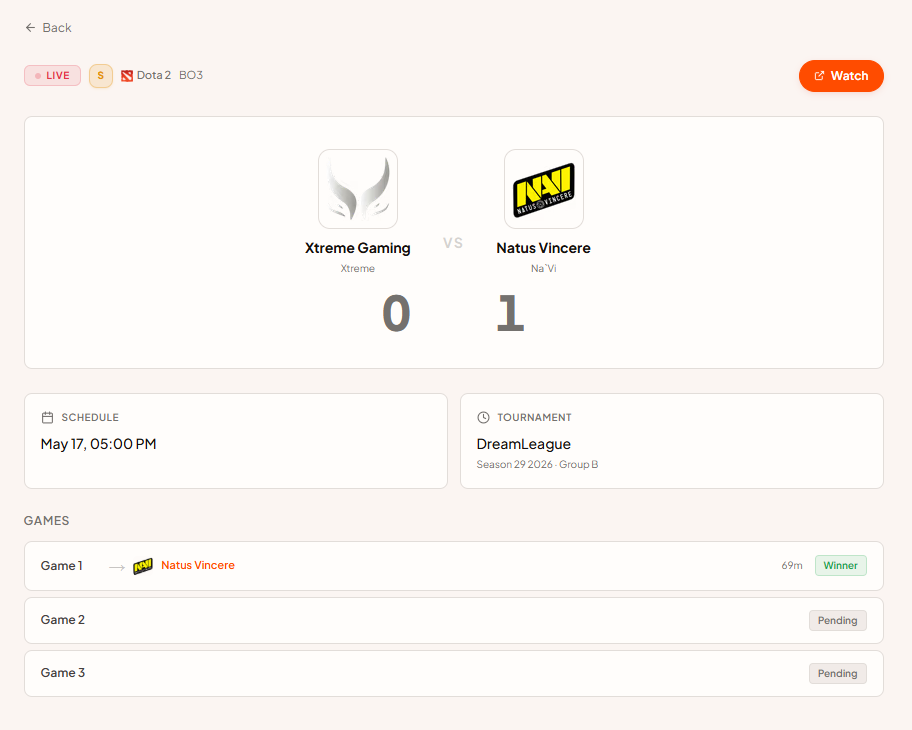 Back
LIVE S Dota 2 BO3 Watch
NAVI
NATUS VINCERE
Xtreme Gaming VS Natus Vincere
Xtreme Na`Vi
0 1
SCHEDULE
May 17, 05:00 PM
TOURNAMENT
DreamLeague
Season 29 2026 · Group B
GAMES
Game 1 → NAVI Natus Vincere 69m Winner
Game 2 Pending
Game 3 Pending